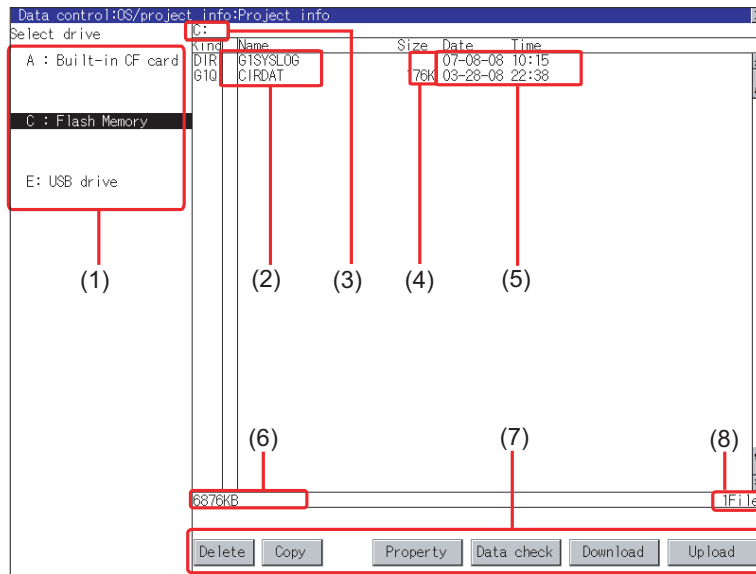 Data control:OS/project info:Project info
Select drive
C:
Kind Name Size Date Time
A : Built-in CF card
DIR G1SYSLOG 07-08-08 10:15
G1Q CIRDAT 176K 03-28-08 22:38
C : Flash Memory
E: USB drive
(1) (2) (3) (4) (5)
(6) (7) (8)
6876KB 1File
Delete Copy Property Data check Download Upload